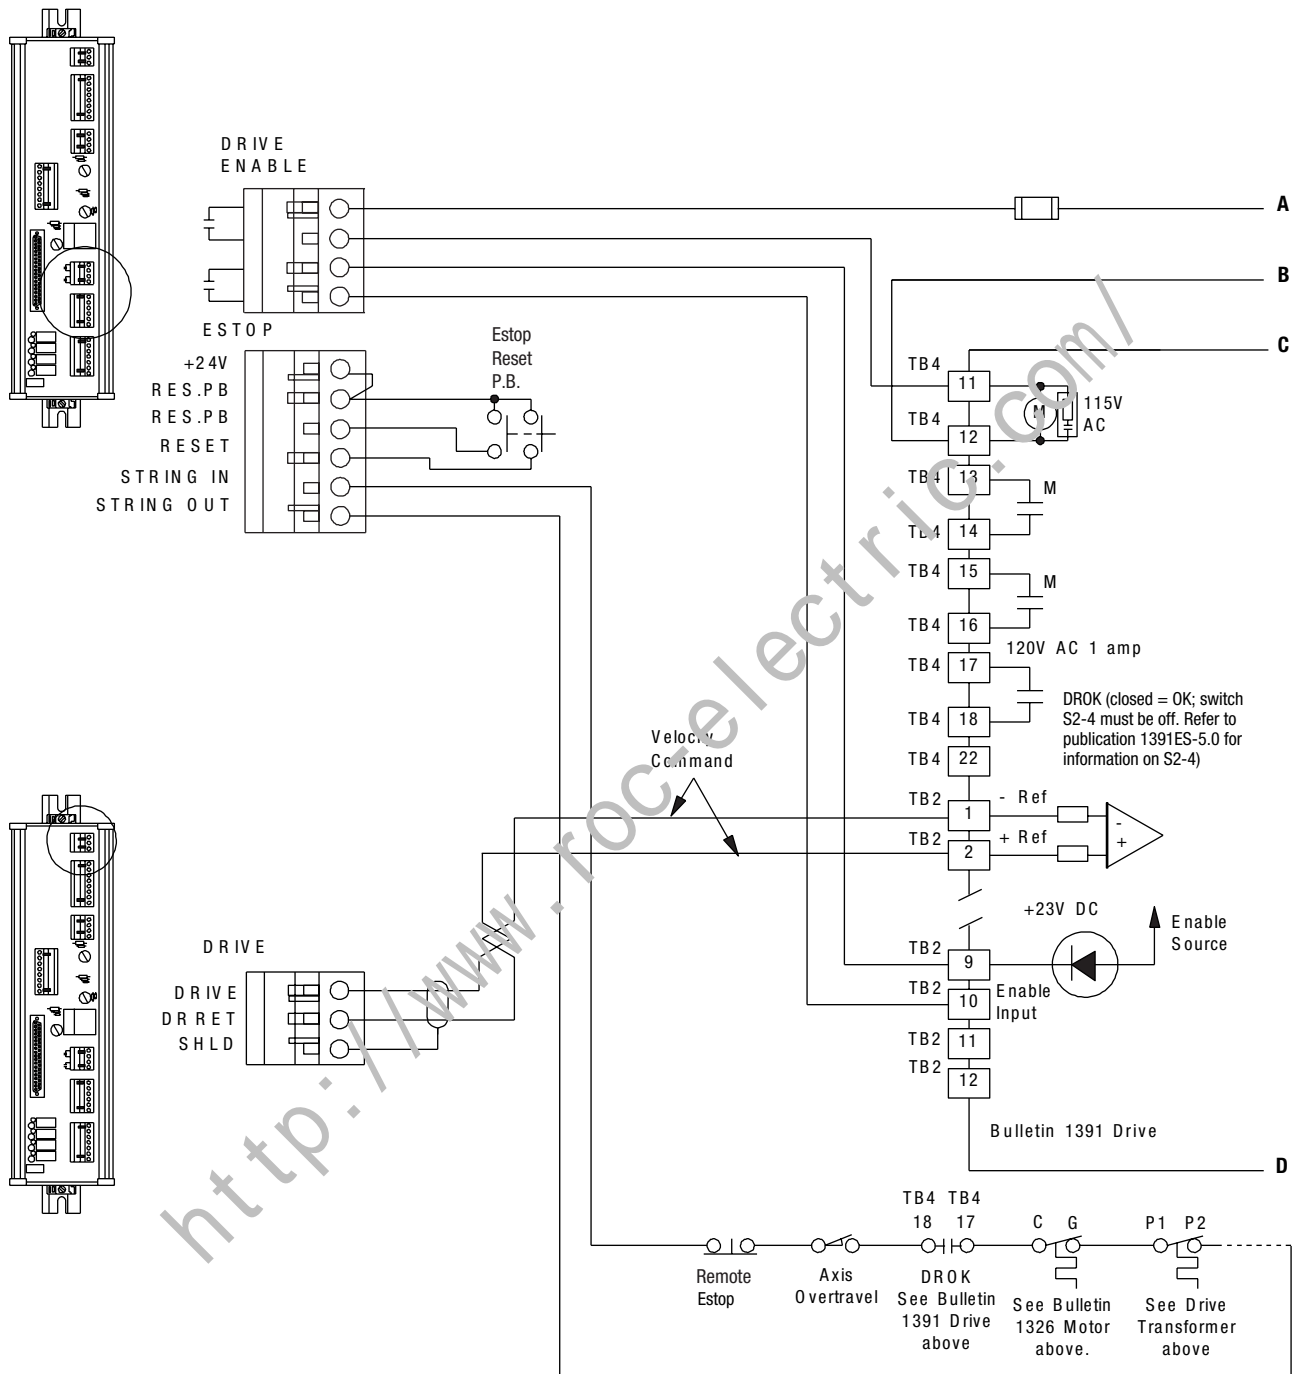 DRIVE
ENABLE
A
B
C
ESTOP
+24V
RES.PB
RES.PB
RESET
STRING IN
STRING OUT
Estop
Reset
P.B.
TB4
11
M
115V
AC
TB4
12
TB4
13
M
TB4
14
TB4
15
M
TB4
16
120V AC 1 amp
TB4
17
DROK (closed = OK; switch
S2-4 must be off. Refer to
publication 1391ES-5.0 for
information on S2-4)
TB4
18
TB4
22
Velocity
Command
TB2
1
- Ref
TB2
2
+ Ref
-
+
+23V DC
Enable
Source
TB2
9
TB2
10
Enable
Input
TB2
11
TB2
12
DRIVE
DRIVE
DR RET
SHLD
Bulletin 1391 Drive
D
TB4 TB4
18 17
C G
P1 P2
Remote
Estop
Axis
Overtravel
DROK
See Bulletin
1391 Drive
above
See Bulletin
1326 Motor
above.
See Drive
Transformer
above
http://www.roc-electric.com/